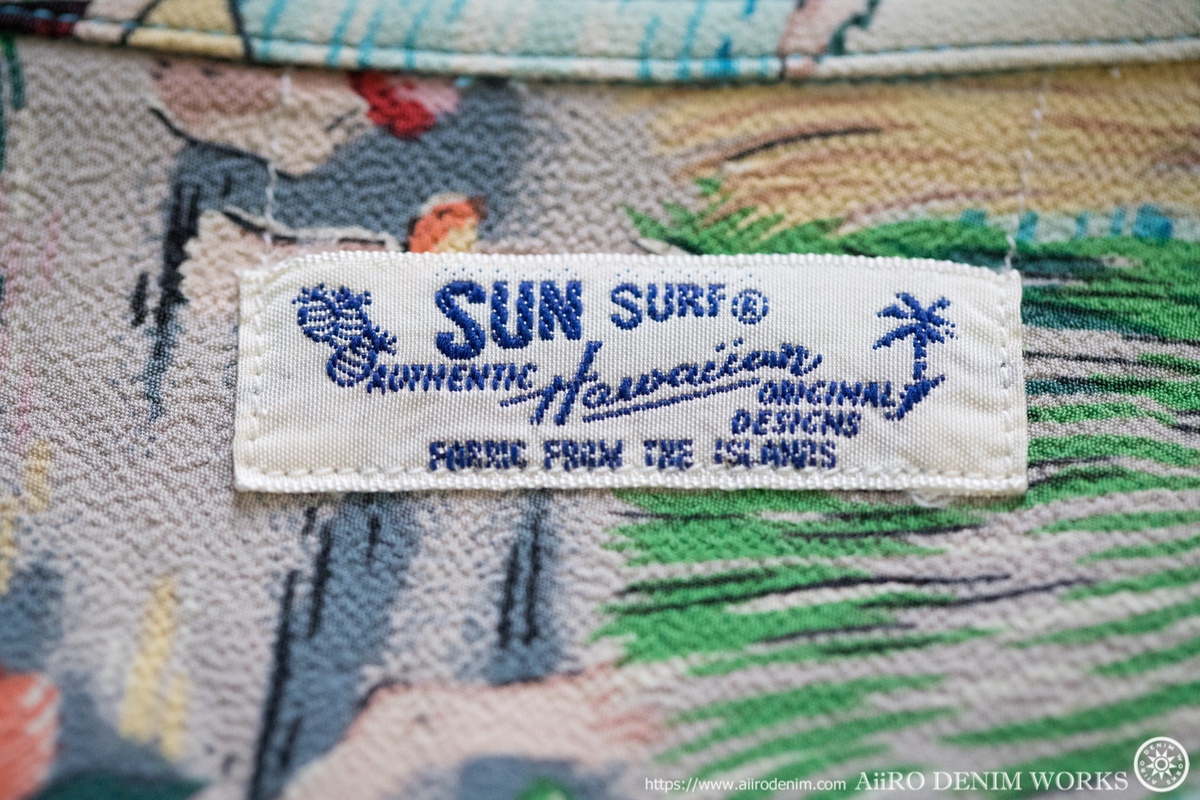 SUN SURF®
AUTHENTIC Hawaiian ORIGINAL
DESIGNS
FABRIC FROM THE ISLANDS
https://www.aiirodenim.com AiiRO DENIM WORKS